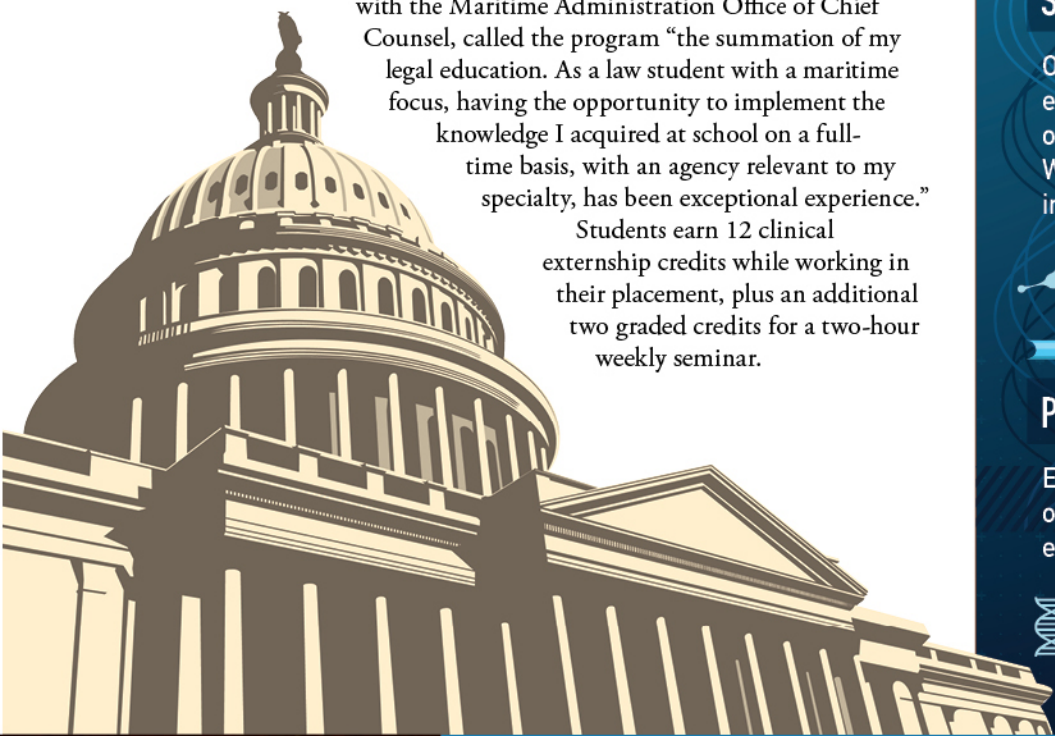 with the Maritime Administration Office of Chief
Counsel, called the program “the summation of my
legal education. As a law student with a maritime
focus, having the opportunity to implement the
knowledge I acquired at school on a full-
time basis, with an agency relevant to my
specialty, has been exceptional experience.”
Students earn 12 clinical
externship credits while working in
their placement, plus an additional
two graded credits for a two-hour
weekly seminar.